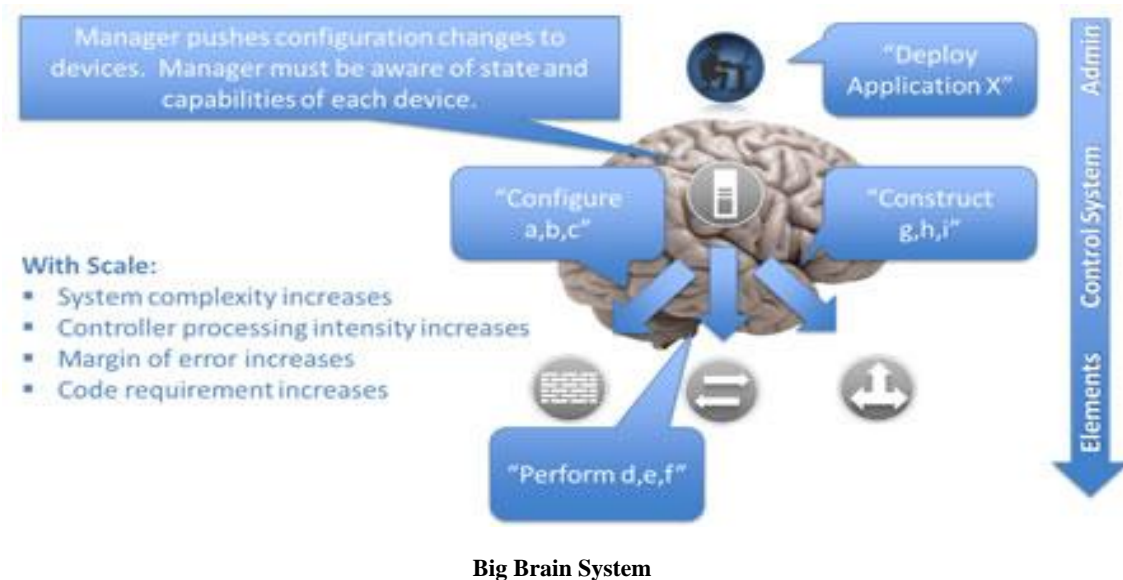 Manager pushes configuration changes to
devices. Manager must be aware of state and
capabilities of each device.
“Deploy
Application X”
Admin
“Configure
a,b,c”
“Construct
g,h,i”
Control System
With Scale:
▪ System complexity increases
▪ Controller processing intensity increases
▪ Margin of error increases
▪ Code requirement increases
Elements
“Perform d,e,f”
Big Brain System